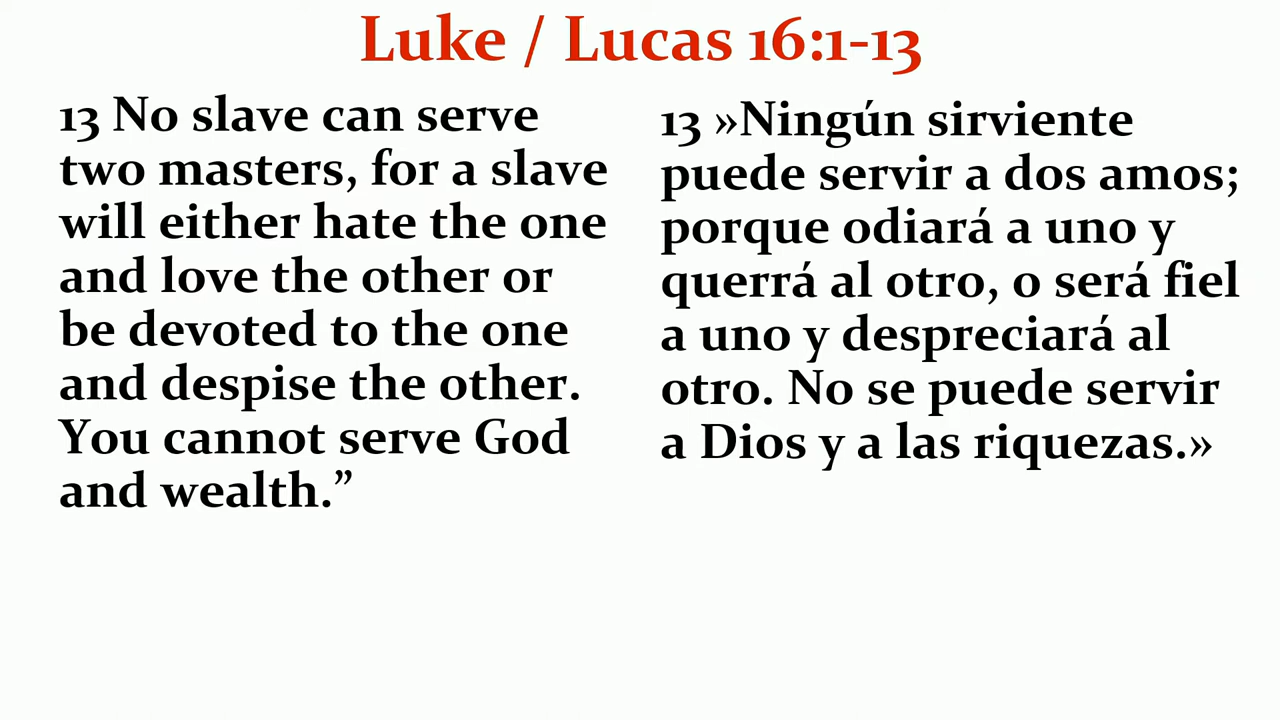 Luke / Lucas 16:1-13
13 No slave can serve
two masters, for a slave
will either hate the one
and love the other or
be devoted to the one
and despise the other.
You cannot serve God
and wealth.”
13 »Ningún sirviente
puede servir a dos amos;
porque odiará a uno y
querrá al otro, o será fiel
a uno y despreciará al
otro. No se puede servir
a Dios y a las riquezas.»